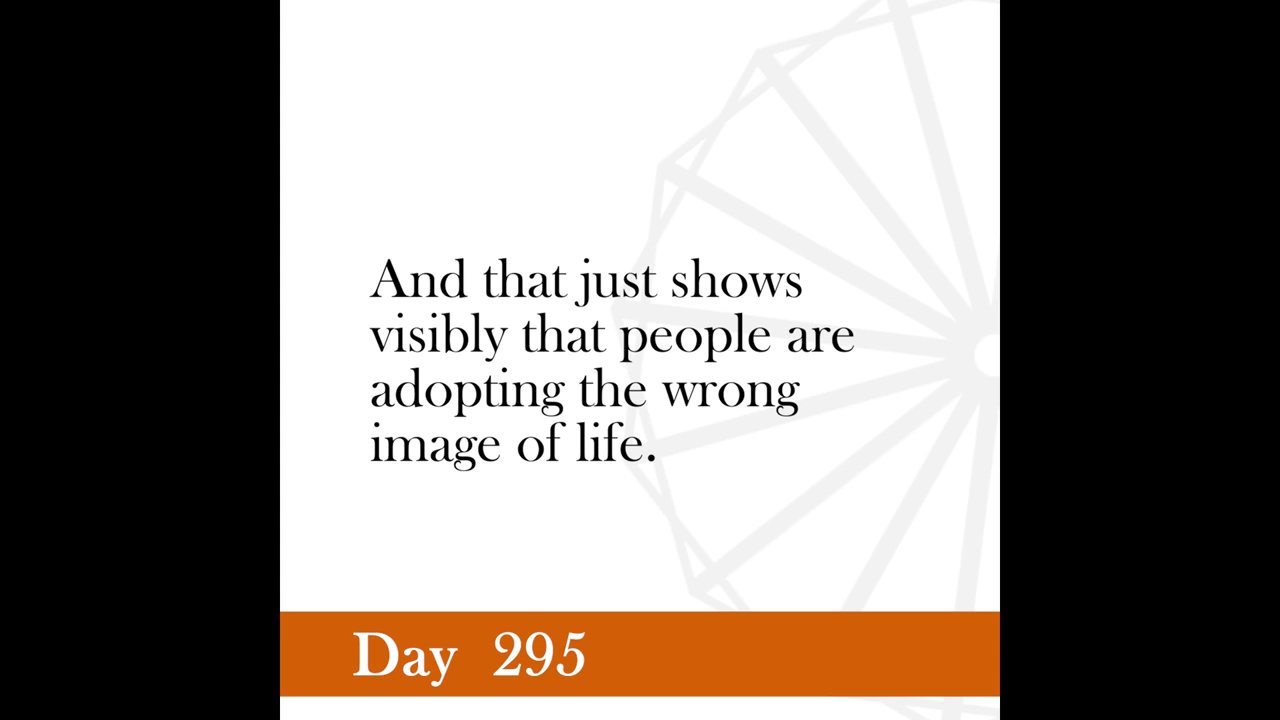 And that just shows
visibly that people are
adopting the wrong
image of life.
Day 295